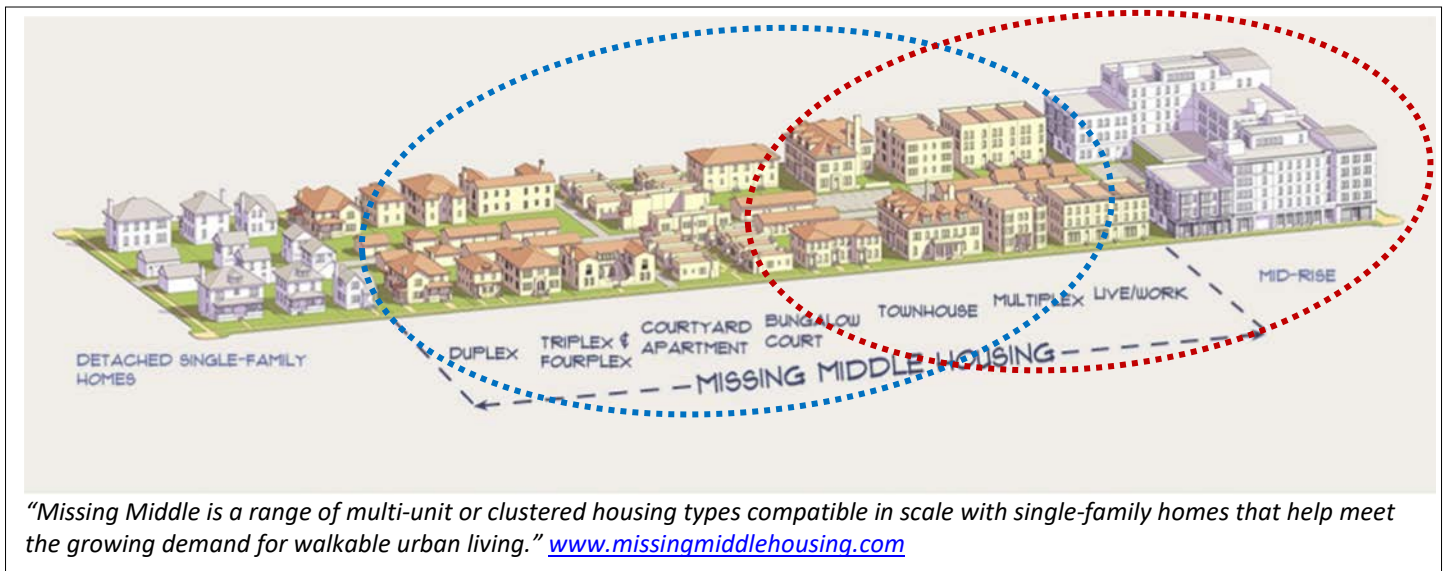 MID-RISE
TOWNHOUSE MULTIPLEX LIVE/WORK
DUPLEX
TRIPLEX &
FOURPLEX
COURTYARD
APARTMENT
BUNGALOW
COURT
DETACHED SINGLE-FAMILY
HOMES
MISSING MIDDLE HOUSING
“Missing Middle is a range of multi-unit or clustered housing types compatible in scale with single-family homes that help meet
the growing demand for walkable urban living.” www.missingmiddlehousing.com